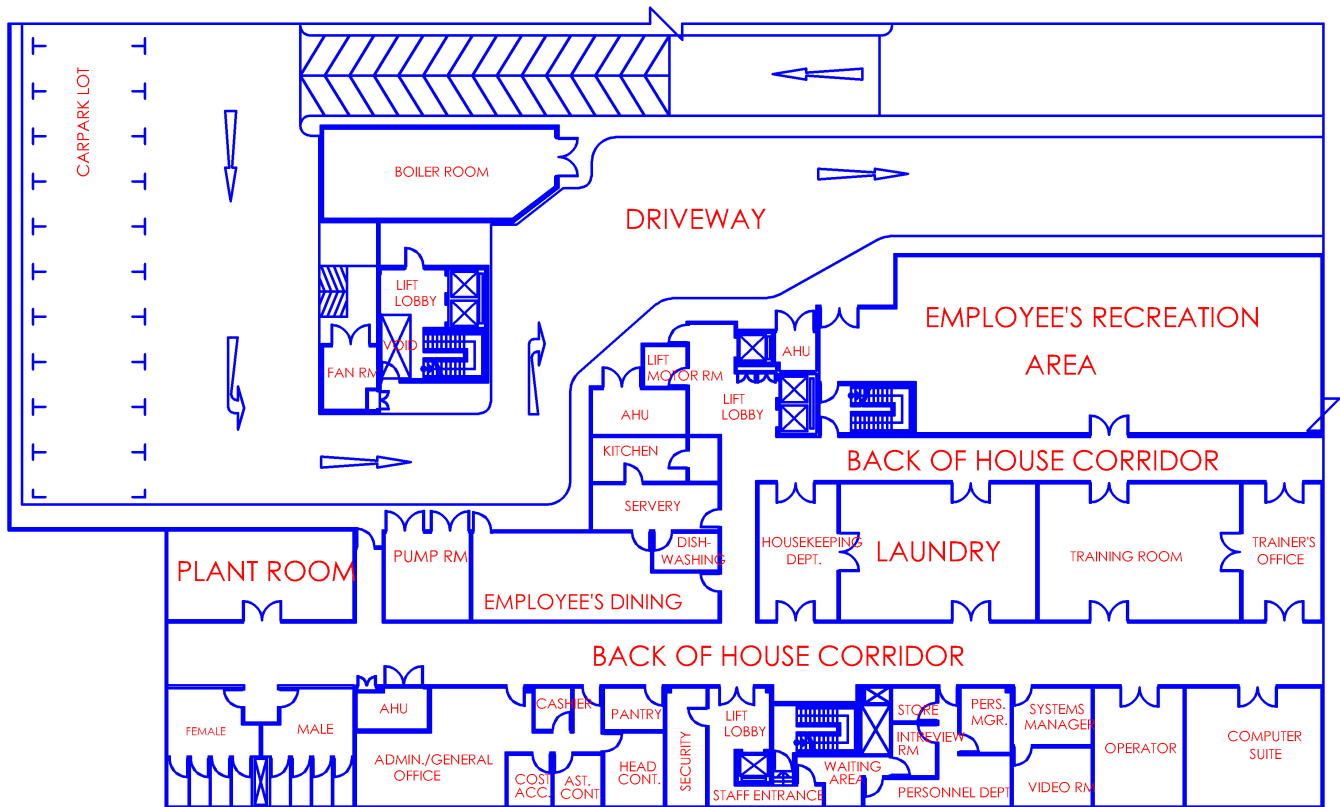 CARPARK LOT
BOILER ROOM
DRIVEWAY
LIFT
LOBBY
VOID
FAN RM
EMPLOYEE'S RECREATION
AREA
LIFT
MOTOR RM
AHU
LIFT
LOBBY
AHU
KITCHEN
BACK OF HOUSE CORRIDOR
SERVERY
DISH-
WASHING
PUMP RM
PLANT ROOM
EMPLOYEE'S DINING
HOUSEKEEPING
DEPT.
LAUNDRY
TRAINING ROOM
TRAINER'S
OFFICE
BACK OF HOUSE CORRIDOR
FEMALE
MALE
AHU
ADMIN./GENERAL
OFFICE
CASHIER
COST
ACC.
AST.
CONT
PANTRY
HEAD
CONT.
SECURITY
LIFT
LOBBY
STAFF ENTRANCE
WAITING
AREA
STORE
INTREVIEW
RM
PERS.
MGR.
PERSONNEL DEPT
SYSTEMS
MANAGER
VIDEO RM
OPERATOR
COMPUTER
SUITE